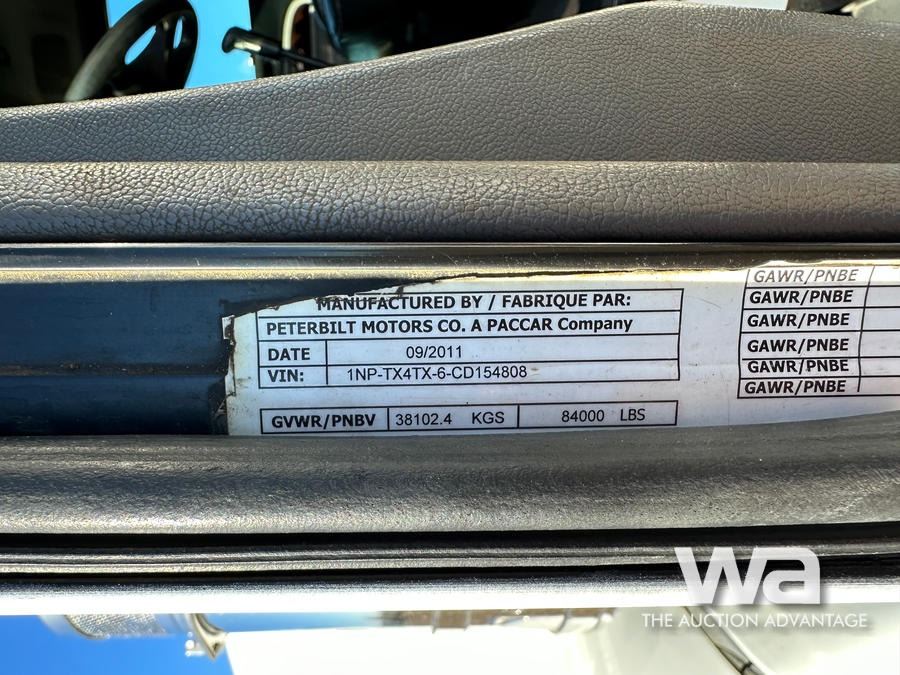 MANUFACTURED BY / FABRIQUE PAR:
PETERBILT MOTORS CO. A PACCAR Company
DATE 09/2011
VIN: 1NP-TX4TX-6-CD154808
GVWR/PNBV 38102.4 KGS 84000 LBS
GAWR/PNBE
GAWR/PNBE
GAWR/PNBE
GAWR/PNBE
GAWR/PNBE
GAWR/PNBE
wa
THE AUCTION ADVANTAGE